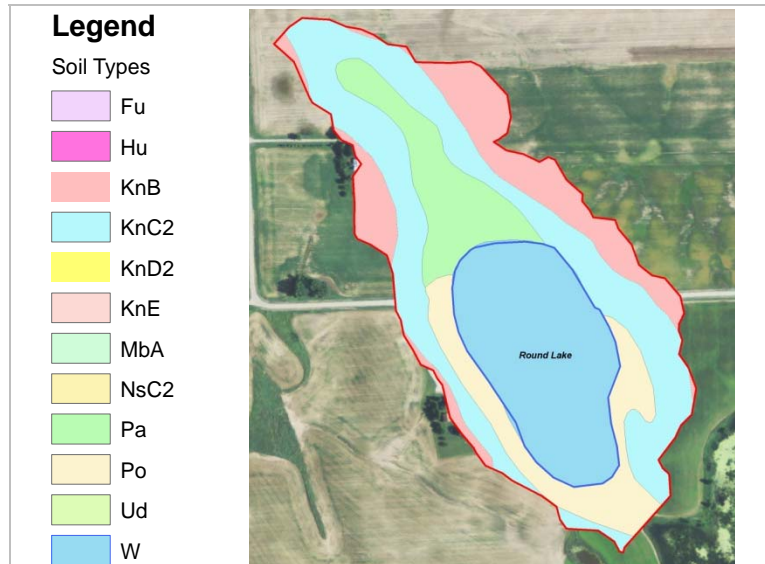 Legend
Soil Types
Fu
Hu
KnB
KnC2
KnD2
KnE
MbA
NsC2
Pa
Po
Ud
W
Round Lake